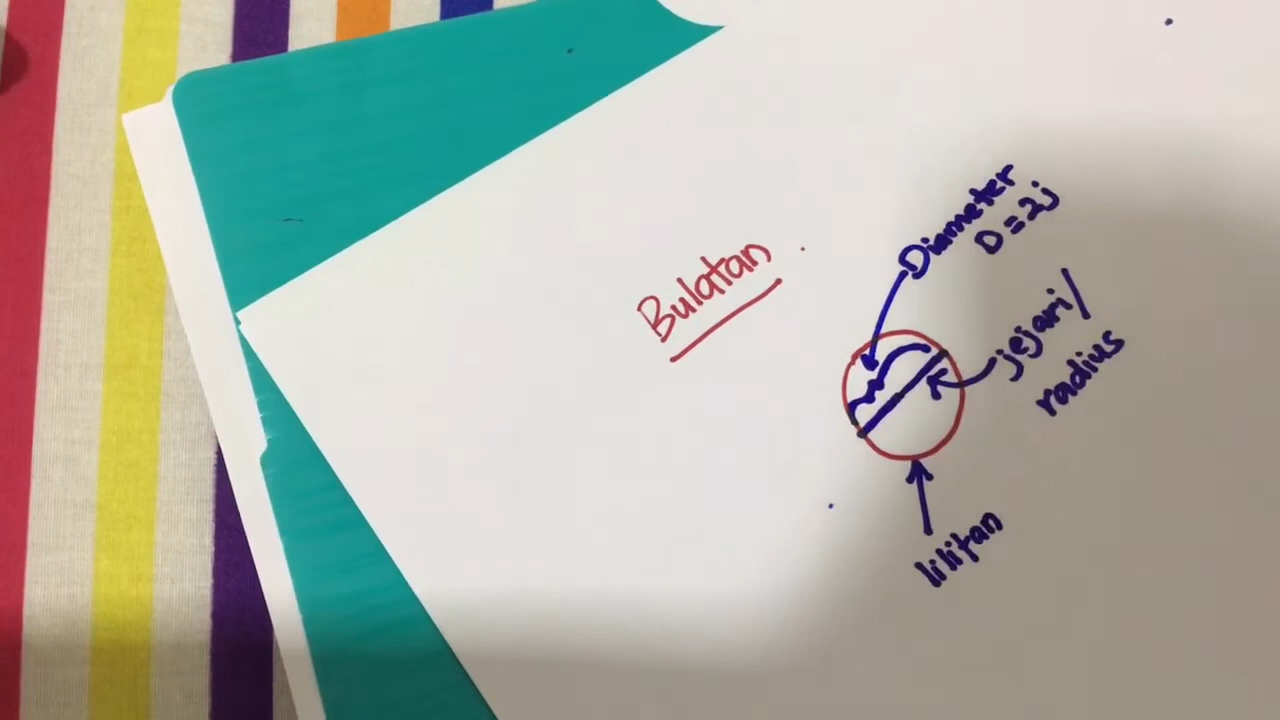 Bulatan
Diameter
D = 2j
jejari/
radius
lilitan